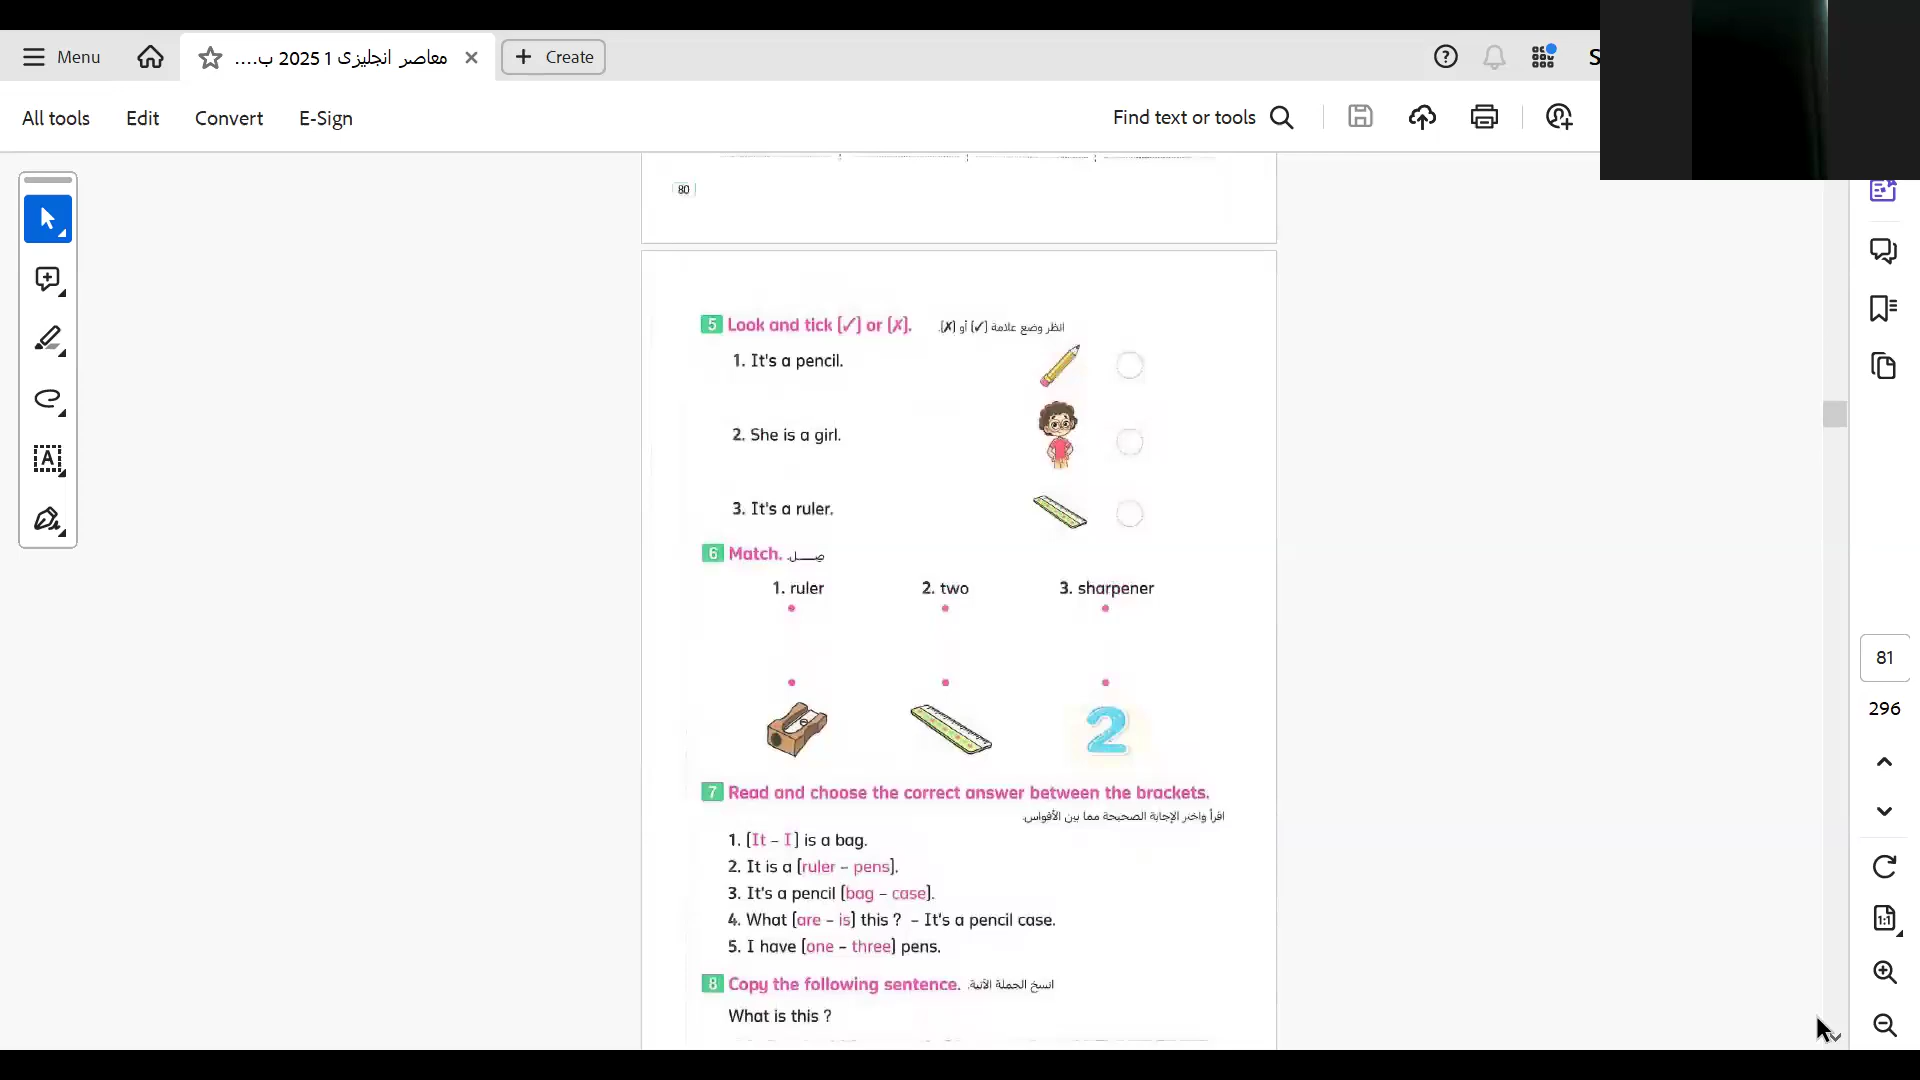 Menu
معاصر انجليزى 1 2025 ب....
Create
All tools
Edit
Convert
E-Sign
Find text or tools
80
5 Look and tick [✓] or [✗]. انظر وضع علامة [✓] أو [✗].
1. It's a pencil.
2. She is a girl.
3. It's a ruler.
6 Match. صـــل.
1. ruler 2. two 3. sharpener
2
7 Read and choose the correct answer between the brackets.
اقرأ واختر الإجابة الصحيحة مما بين الأقواس.
1. [It – I] is a bag.
2. It is a [ruler – pens].
3. It's a pencil [bag – case].
4. What [are – is] this ? – It's a pencil case.
5. I have [one – three] pens.
8 Copy the following sentence. انسخ الجملة الآتية.
What is this ?
81
296
1:1